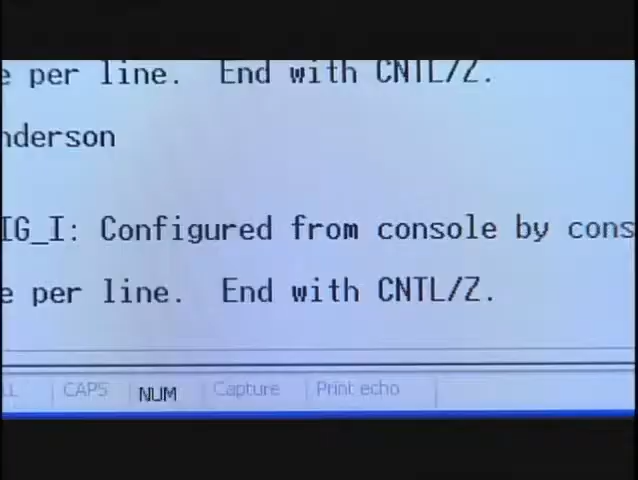 e per line. End with CNTL/Z.
nderson
IG_I: Configured from console by cons
e per line. End with CNTL/Z.
LL CAPS NUM Capture Print echo